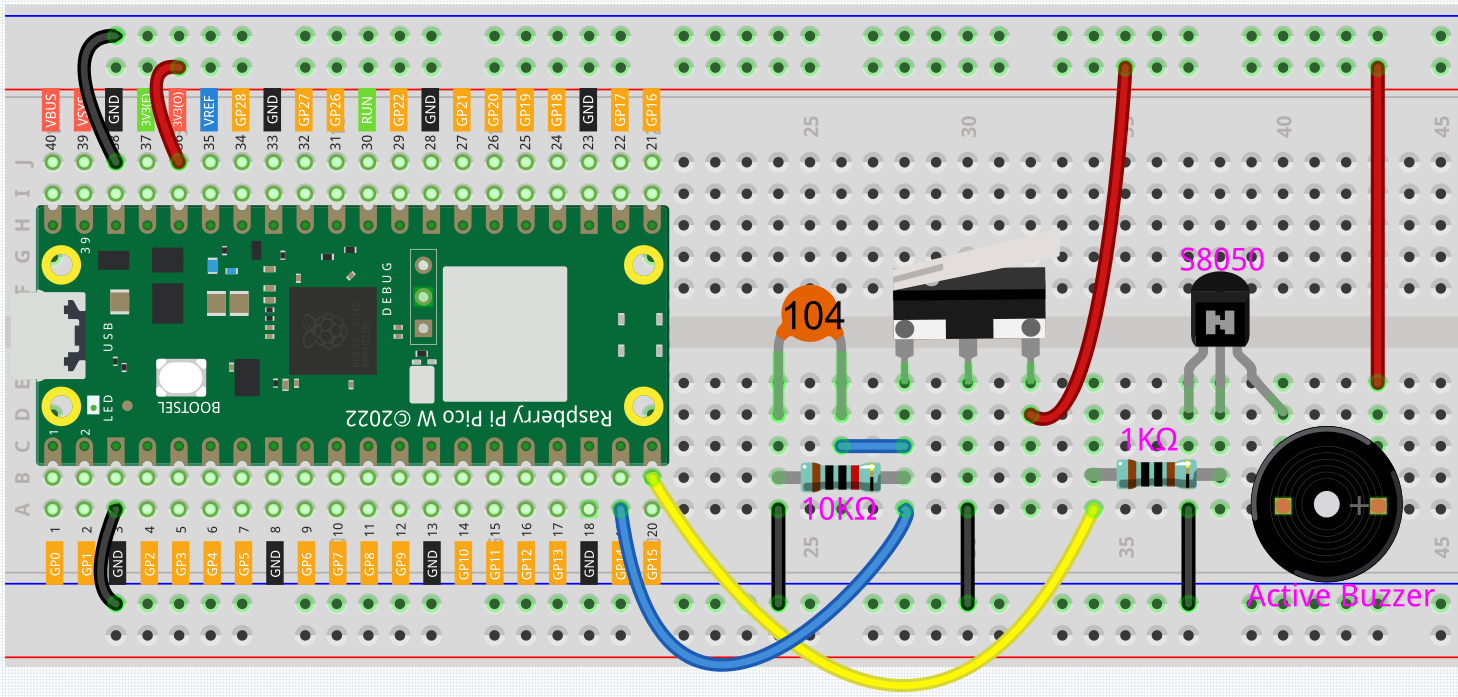 VBUS VSYS GND 3V3(E) 3V3(O) VREF GP28 GND GP27 GP26 RUN GP22 GND GP21 GP20 GP19 GP18 GND GP17 GP16
40 39 38 37 36 35 34 33 32 31 30 29 28 27 26 25 24 23 22 21
25 30 35 40 45
J
I
H
G
F
39
DEBUG
USB
S8050
104
E
D
C
B
A
LED
BOOTSEL
Raspberry Pi Pico W ©2022
1
2
1KΩ
10KΩ
1 2 3 4 5 6 7 8 9 10 11 12 13 14 15 16 17 18 19 20
25 35 45
GP0 GP1 GND GP2 GP3 GP4 GP5 GND GP6 GP7 GP8 GP9 GND GP10 GP11 GP12 GP13 GND GP14 GP15
Active Buzzer